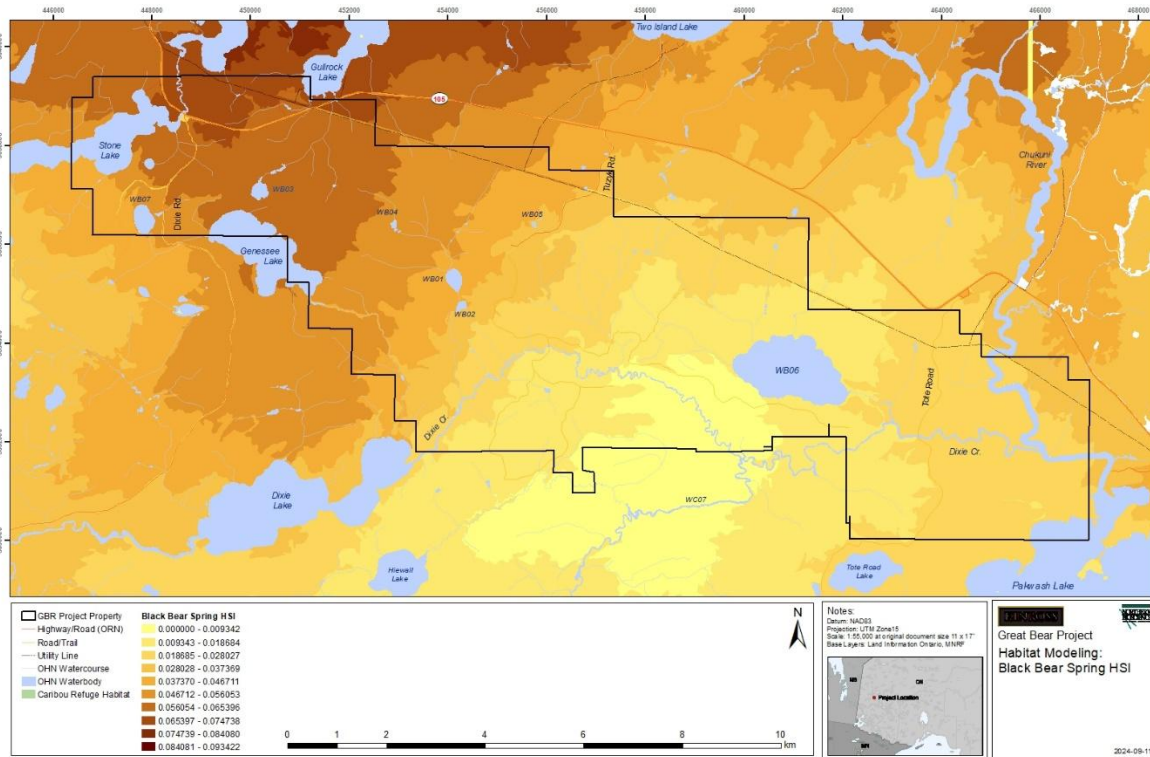 446000 448000 450000 452000 454000 456000 458000 460000 462000 464000 466000 468000
Two Island Lake
Gullrock
Lake
105
Stone
Lake
Chukuni
River
WB03
WB07
Dixie Rd
WB04
WB05
Genessee
Lake
WB01
WB02
WB06
Tote Road
Dixie Cr.
Dixie Cr.
Dixie
Lake
WC07
Hiewall
Lake
Tote Road
Lake
Pakwash Lake
GBR Project Property
Highway/Road (ORN)
Road/Trail
Utility Line
OHN Watercourse
OHN Waterbody
Caribou Refuge Habitat
Black Bear Spring HSI
0.000000 - 0.009342
0.009343 - 0.018684
0.018685 - 0.028027
0.028028 - 0.037369
0.037370 - 0.046711
0.046712 - 0.056053
0.056054 - 0.065396
0.065397 - 0.074738
0.074739 - 0.084080
0.084081 - 0.093422
N
0 1 2 4 6 8 10
km
Notes:
Datum: NAD83
Projection: UTM Zone15
Scale: 1:55,000 at original document size 11 x 17"
Base Layers: Land Information Ontario, MNRF
MB
ON
Project Location
Great Bear Project
Habitat Modeling:
Black Bear Spring HSI
2024-09-11